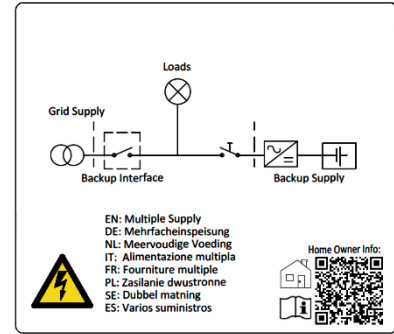 Loads
Grid Supply
Backup Interface
Backup Supply
EN: Multiple Supply
DE: Mehrfacheinspeisung
NL: Meervoudige Voeding
IT: Alimentazione multipla
FR: Fourniture multiple
PL: Zasilanie dwustronne
SE: Dubbel matning
ES: Varios suministros
Home Owner Info: